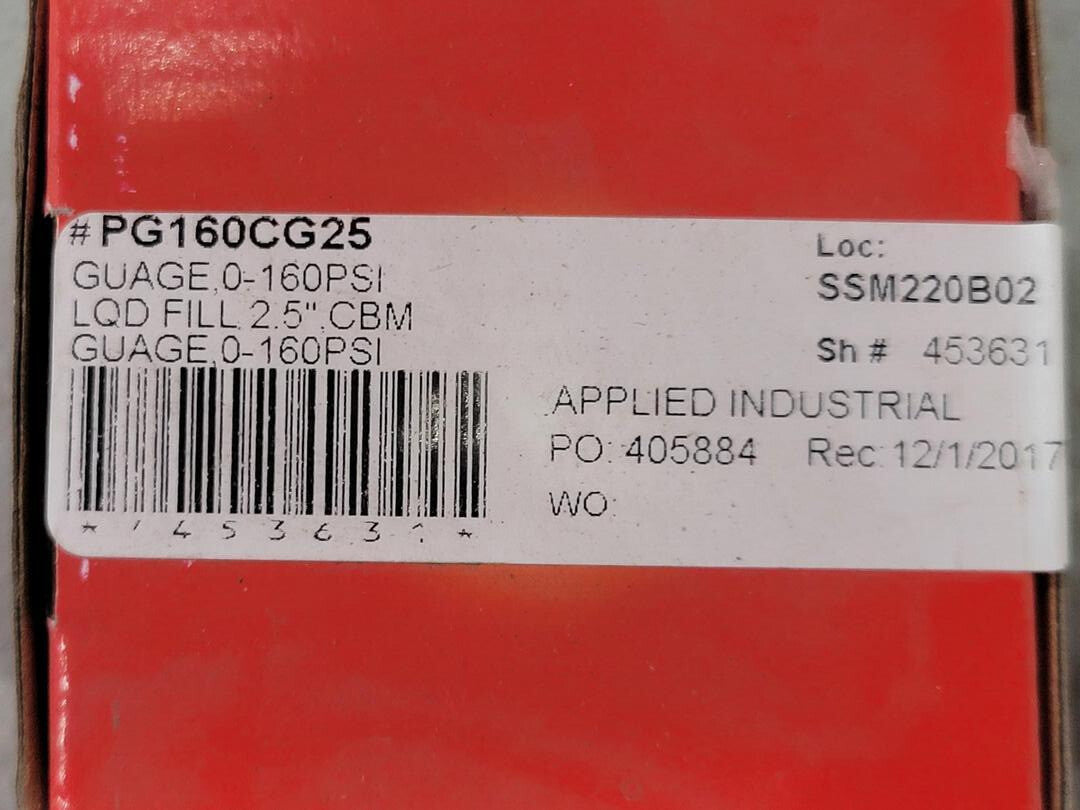 # PG160CG25
GUAGE,0-160PSI
LQD FILL 2.5",CBM
GUAGE,0-160PSI
Loc:
SSM220B02
Sh # 453631
APPLIED INDUSTRIAL
PO: 405884 Rec: 12/1/2017
WO: